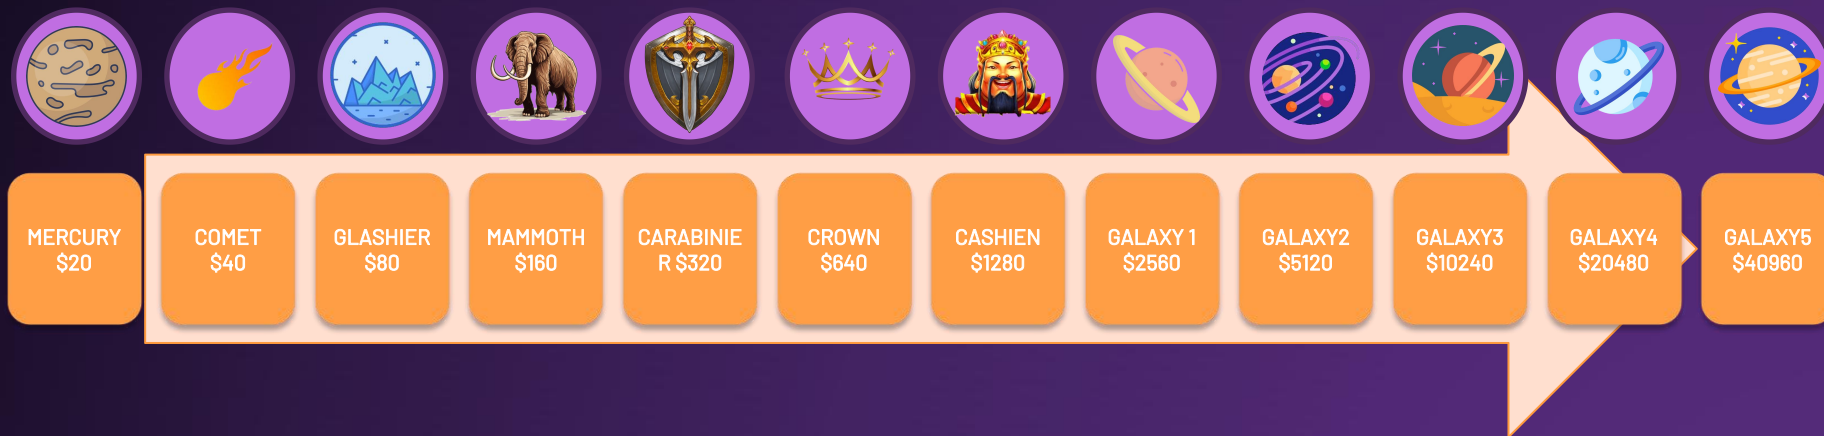 MERCURY
$20
COMET
$40
GLASHIER
$80
MAMMOTH
$160
CARABINIE
R $320
CROWN
$640
CASHIEN
$1280
GALAXY 1
$2560
GALAXY2
$5120
GALAXY3
$10240
GALAXY4
$20480
GALAXY5
$40960